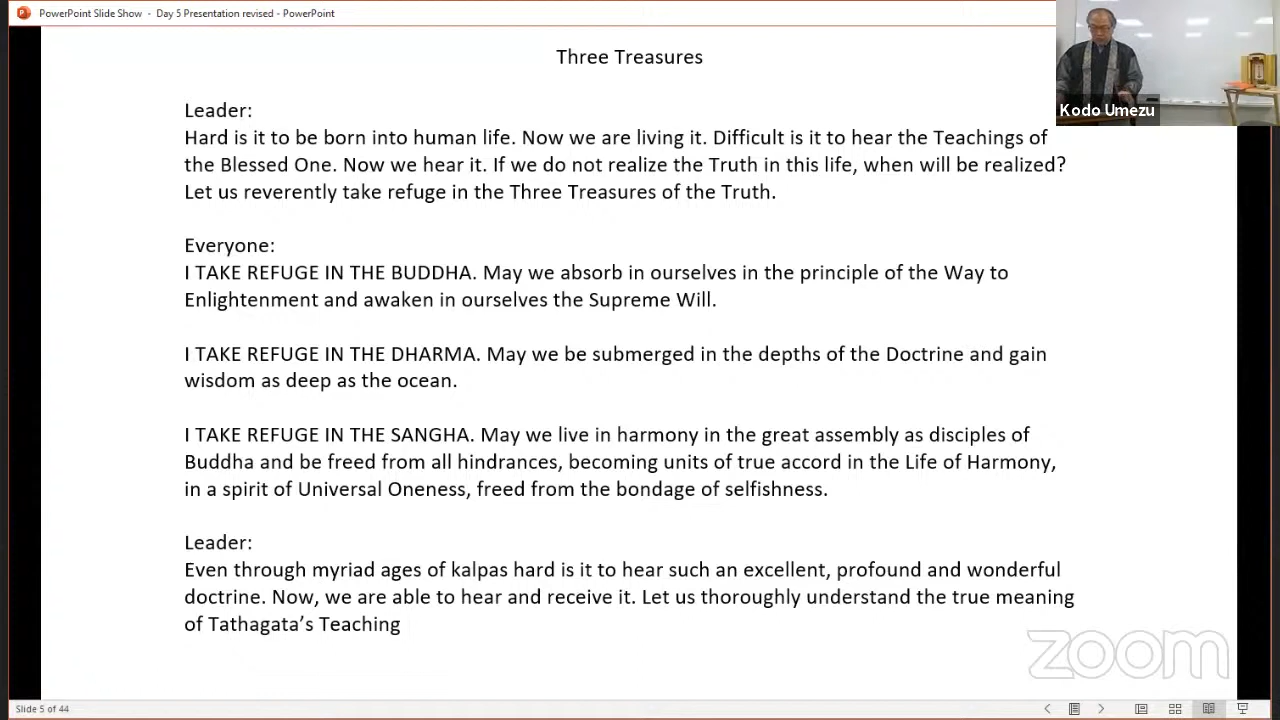 PowerPoint Slide Show - Day 5 Presentation revised - PowerPoint
Three Treasures
Kodo Umezu
Leader:
Hard is it to be born into human life. Now we are living it. Difficult is it to hear the Teachings of
the Blessed One. Now we hear it. If we do not realize the Truth in this life, when will be realized?
Let us reverently take refuge in the Three Treasures of the Truth.
Everyone:
I TAKE REFUGE IN THE BUDDHA. May we absorb in ourselves in the principle of the Way to
Enlightenment and awaken in ourselves the Supreme Will.
I TAKE REFUGE IN THE DHARMA. May we be submerged in the depths of the Doctrine and gain
wisdom as deep as the ocean.
I TAKE REFUGE IN THE SANGHA. May we live in harmony in the great assembly as disciples of
Buddha and be freed from all hindrances, becoming units of true accord in the Life of Harmony,
in a spirit of Universal Oneness, freed from the bondage of selfishness.
Leader:
Even through myriad ages of kalpas hard is it to hear such an excellent, profound and wonderful
doctrine. Now, we are able to hear and receive it. Let us thoroughly understand the true meaning
of Tathagata's Teaching
zoom
Slide 5 of 44